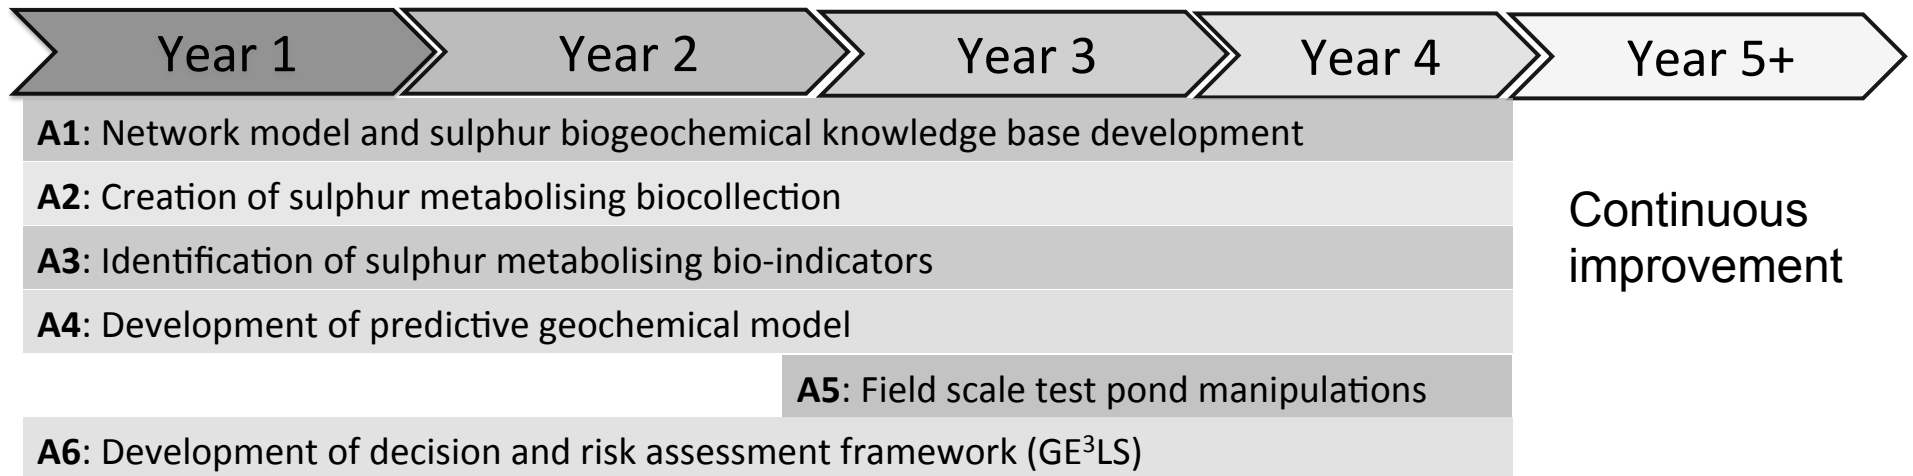 Year 1 Year 2 Year 3 Year 4 Year 5+
A1: Network model and sulphur biogeochemical knowledge base development
A2: Creation of sulphur metabolising biocollection
A3: Identification of sulphur metabolising bio-indicators
A4: Development of predictive geochemical model
A5: Field scale test pond manipulations
A6: Development of decision and risk assessment framework (GE³LS)
Continuous
improvement